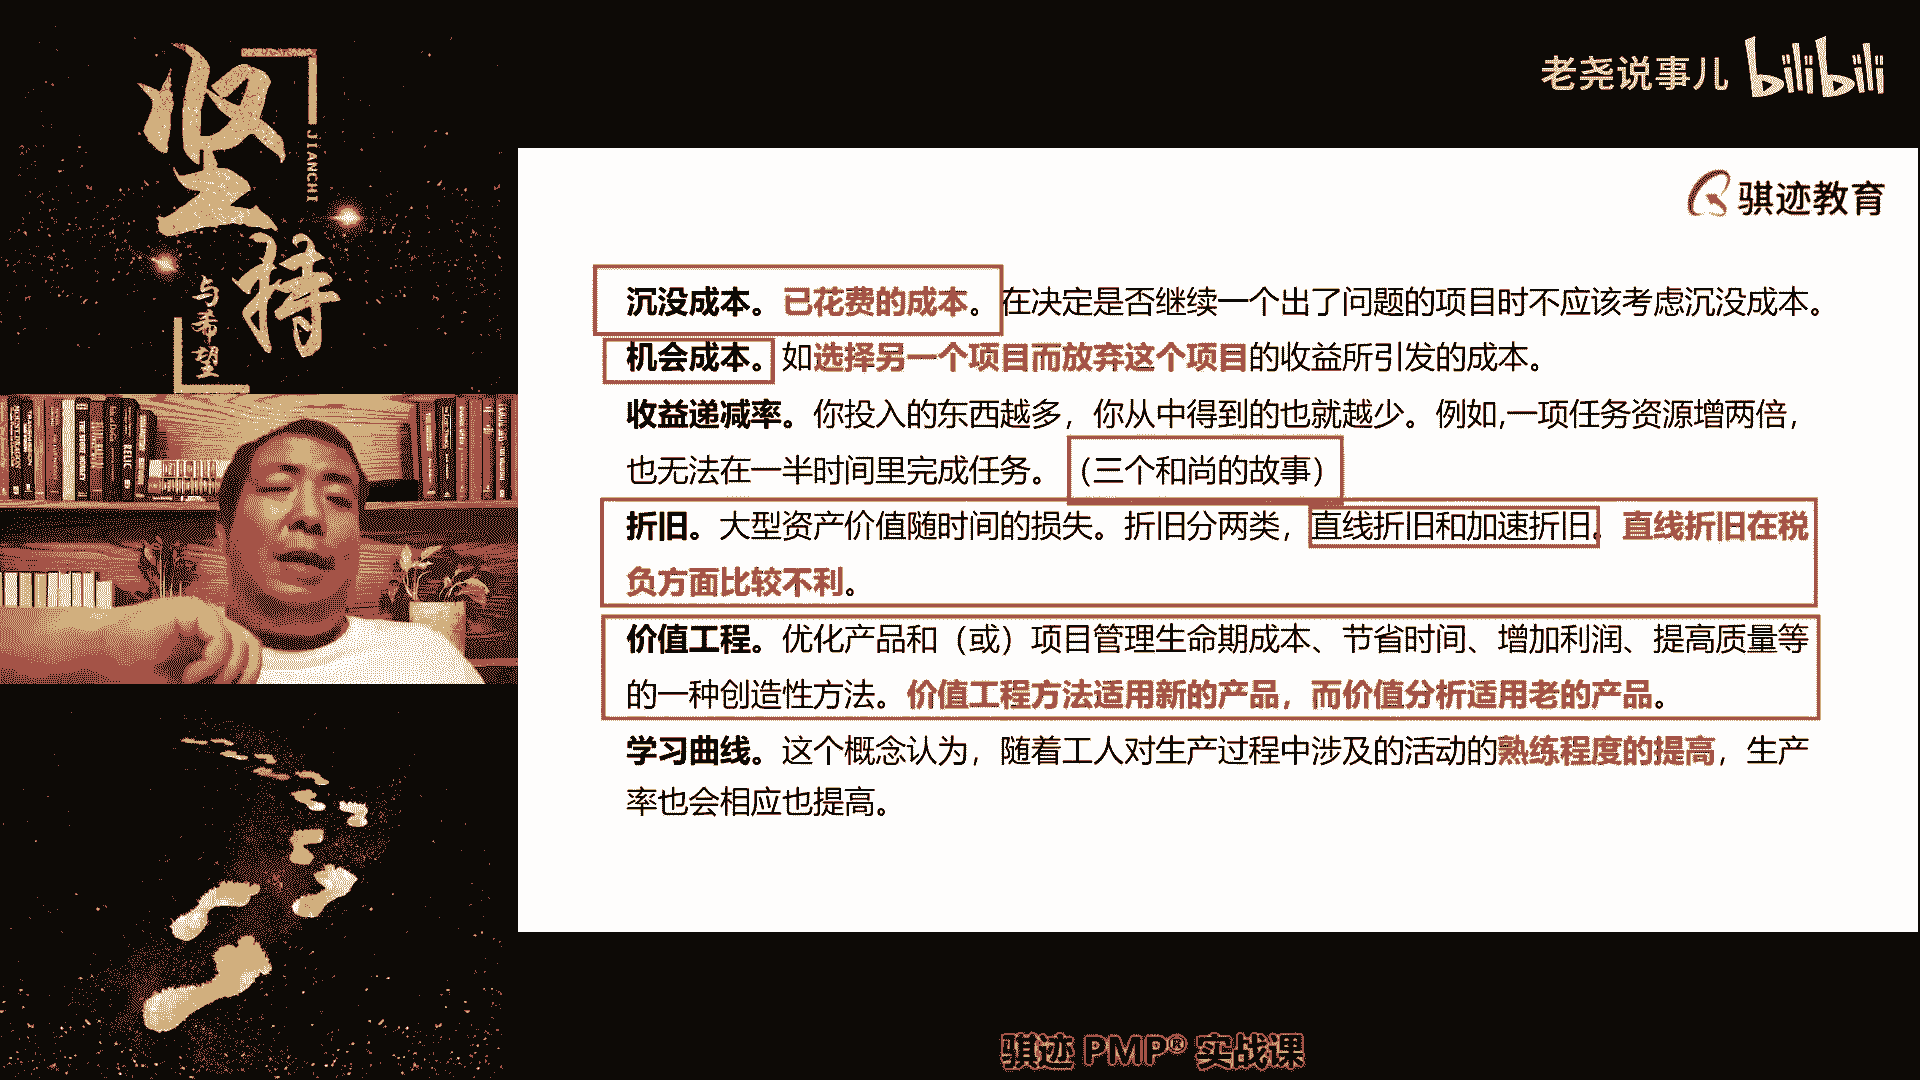 坚持
JIANCHI
与希望
老尧说事儿 bilibili
骐迹教育
沉没成本。已花费的成本。在决定是否继续一个出了问题的项目时不应该考虑沉没成本。
机会成本。如选择另一个项目而放弃这个项目的收益所引发的成本。
收益递减率。你投入的东西越多，你从中得到的也就越少。例如,一项任务资源增两倍，
也无法在一半时间里完成任务。（三个和尚的故事）
折旧。大型资产价值随时间的损失。折旧分两类，直线折旧和加速折旧。直线折旧在税
负方面比较不利。
价值工程。优化产品和（或）项目管理生命期成本、节省时间、增加利润、提高质量等
的一种创造性方法。价值工程方法适用新的产品，而价值分析适用老的产品。
学习曲线。这个概念认为，随着工人对生产过程中涉及的活动的熟练程度的提高，生产
率也会相应也提高。
骐迹 PMP® 实战课